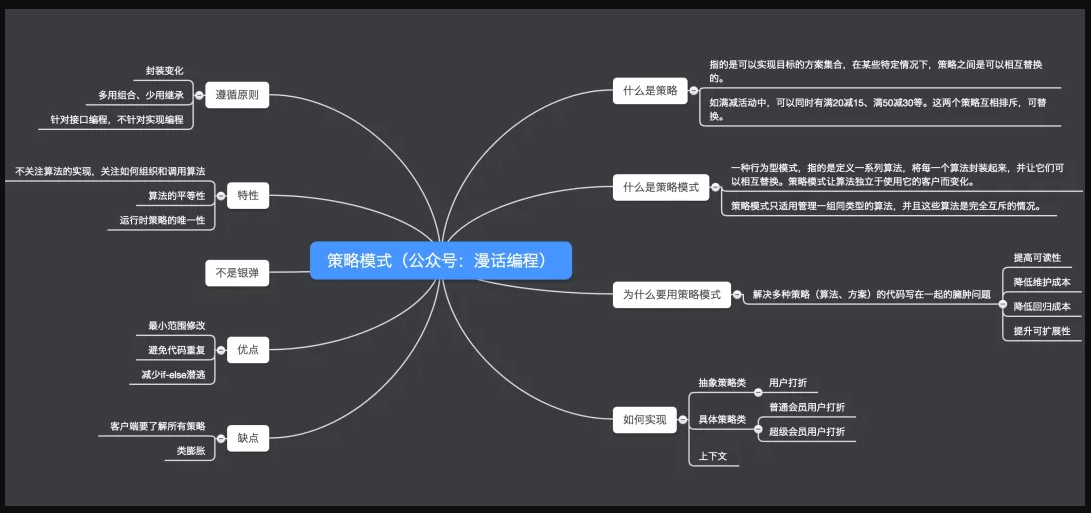 策略模式（公众号：漫话编程）
什么是策略
指的是可以实现目标的方案集合，在某些特定情况下，策略之间是可以相互替换
的。
如满减活动中，可以同时有满20减15、满50减30等。这两个策略互相排斥，可替
换。
什么是策略模式
一种行为型模式，指的是定义一系列算法，将每一个算法封装起来，并让它们可
以相互替换。策略模式让算法独立于使用它的客户而变化。
策略模式只适用管理一组同类型的算法，并且这些算法是完全互斥的情况。
为什么要用策略模式
解决多种策略（算法、方案）的代码写在一起的臃肿问题
提高可读性
降低维护成本
降低回归成本
提升可扩展性
如何实现
抽象策略类
用户打折
具体策略类
普通会员用户打折
超级会员用户打折
上下文
遵循原则
封装变化
多用组合、少用继承
针对接口编程，不针对实现编程
特性
不关注算法的实现，关注如何组织和调用算法
算法的平等性
运行时策略的唯一性
不是银弹
优点
最小范围修改
避免代码重复
减少if-else潜逃
缺点
客户端要了解所有策略
类膨胀